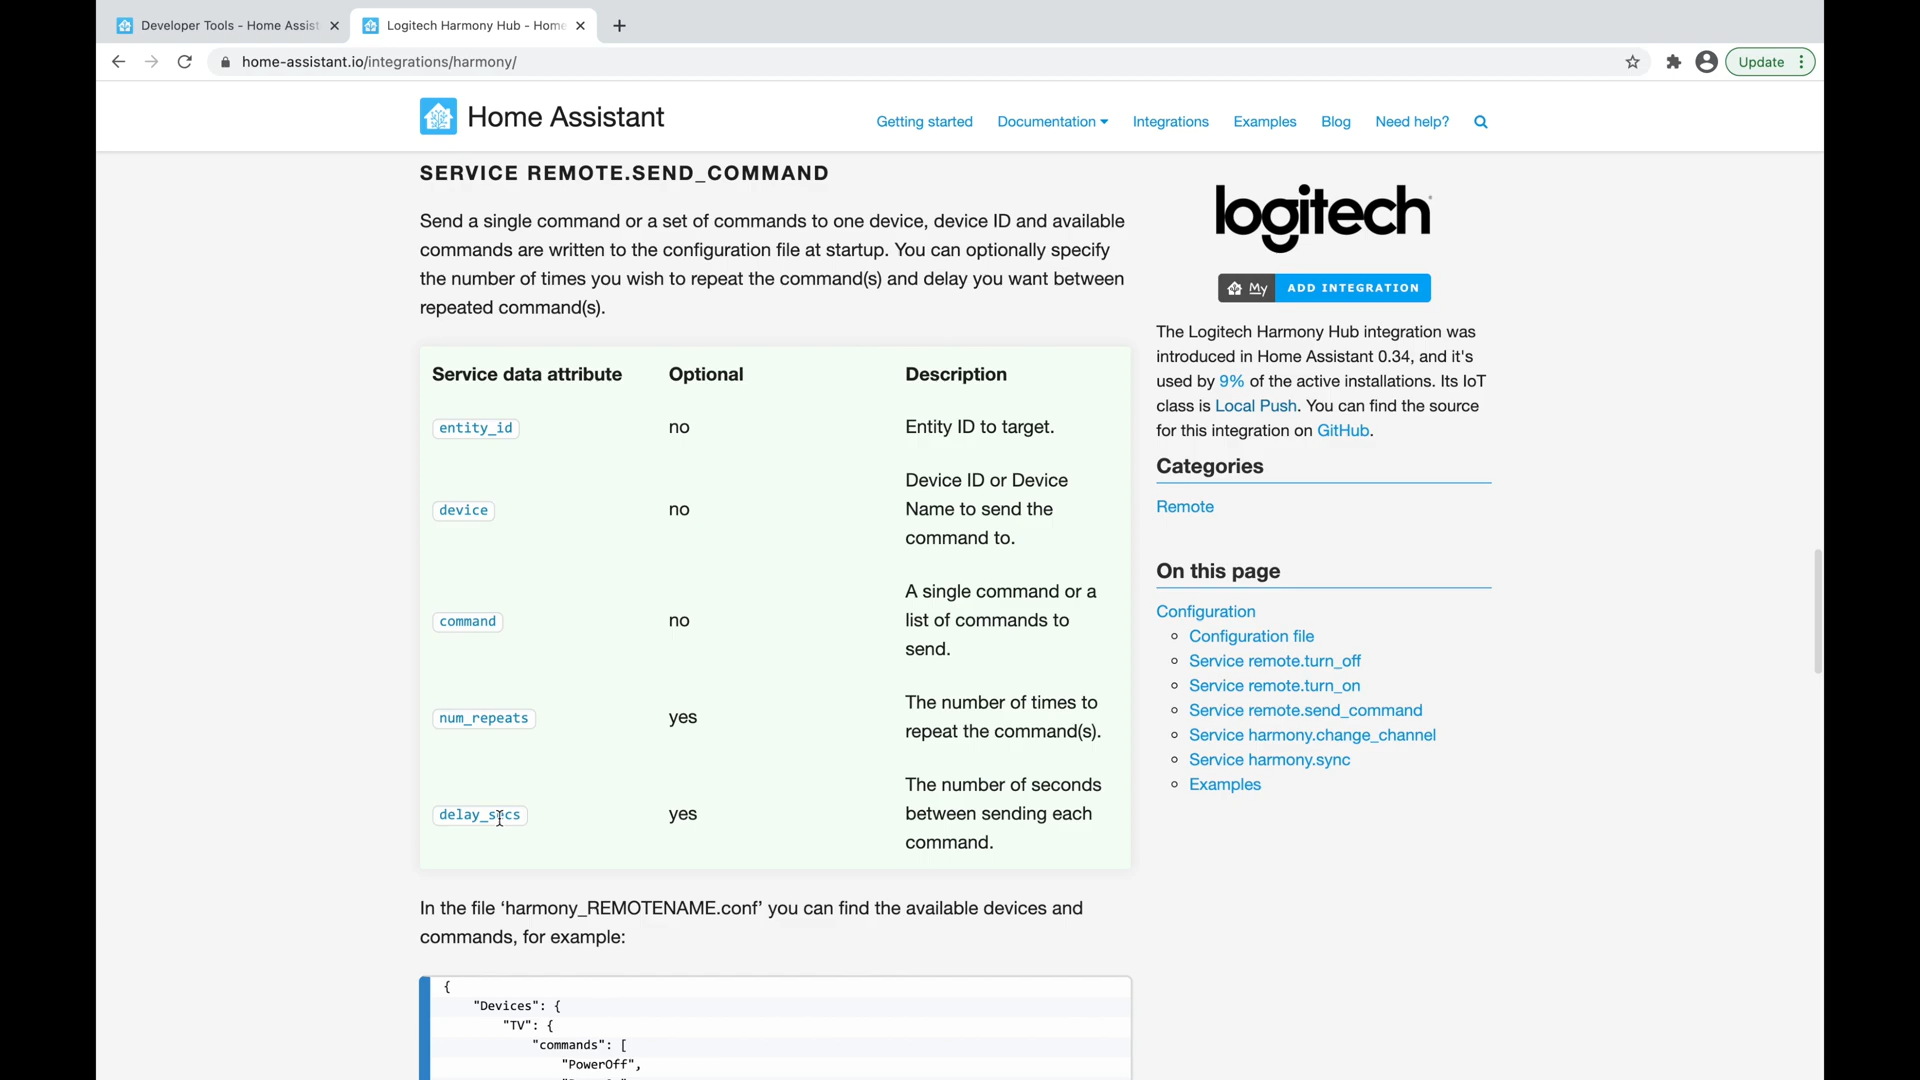 Developer Tools - Home Assist
Logitech Harmony Hub - Home
home-assistant.io/integrations/harmony/
Update
Home Assistant
Getting started
Documentation
Integrations
Examples
Blog
Need help?
SERVICE REMOTE.SEND_COMMAND
Send a single command or a set of commands to one device, device ID and available
commands are written to the configuration file at startup. You can optionally specify
the number of times you wish to repeat the command(s) and delay you want between
repeated command(s).
Service data attribute Optional Description
entity_id no Entity ID to target.
device no Device ID or Device
Name to send the
command to.
command no A single command or a
list of commands to
send.
num_repeats yes The number of times to
repeat the command(s).
delay_secs yes The number of seconds
between sending each
command.
In the file ‘harmony_REMOTENAME.conf’ you can find the available devices and
commands, for example:
{
"Devices": {
"TV": {
"commands": [
"PowerOff",
logitech
My ADD INTEGRATION
The Logitech Harmony Hub integration was
introduced in Home Assistant 0.34, and it's
used by 9% of the active installations. Its IoT
class is Local Push. You can find the source
for this integration on GitHub.
Categories
Remote
On this page
Configuration
Configuration file
Service remote.turn_off
Service remote.turn_on
Service remote.send_command
Service harmony.change_channel
Service harmony.sync
Examples